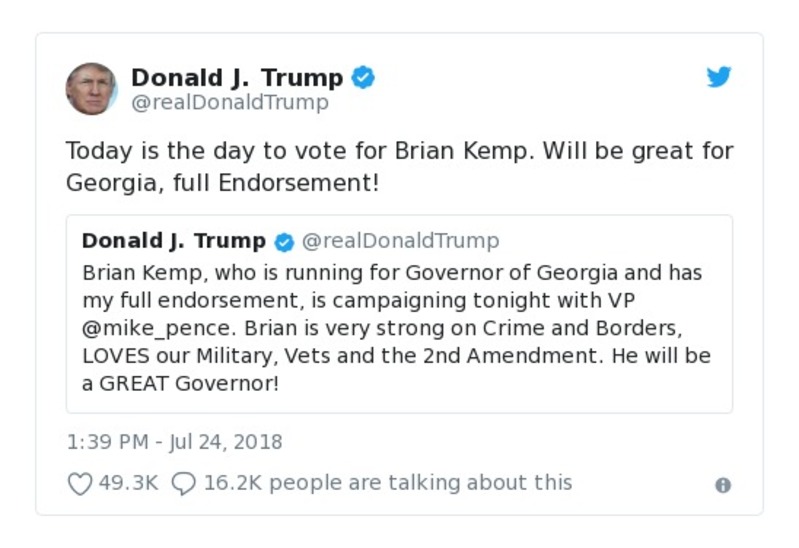 Donald J. Trump
@realDonaldTrump
Today is the day to vote for Brian Kemp. Will be great for
Georgia, full Endorsement!
Donald J. Trump @realDonaldTrump
Brian Kemp, who is running for Governor of Georgia and has
my full endorsement, is campaigning tonight with VP
@mike_pence. Brian is very strong on Crime and Borders,
LOVES our Military, Vets and the 2nd Amendment. He will be
a GREAT Governor!
1:39 PM - Jul 24, 2018
49.3K 16.2K people are talking about this